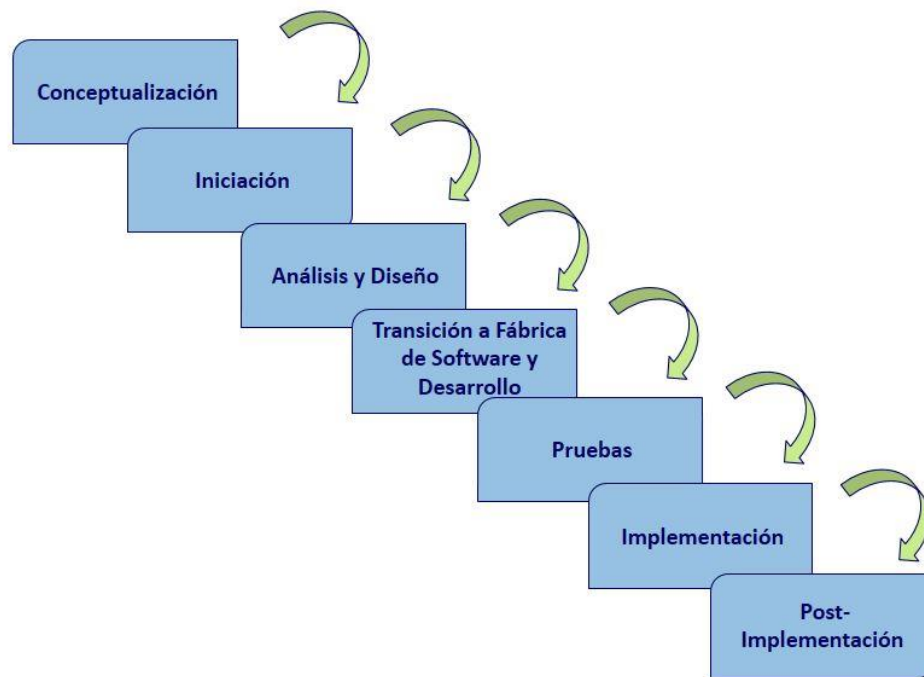 Conceptualización
Iniciación
Análisis y Diseño
Transición a Fábrica
de Software y
Desarrollo
Pruebas
Implementación
Post-
Implementación